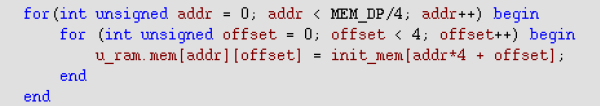 for(int unsigned addr = 0; addr < MEM_DP/4; addr++) begin
    for (int unsigned offset = 0; offset < 4; offset++) begin
        u_ram.mem[addr][offset] = init_mem[addr*4 + offset];
    end
end